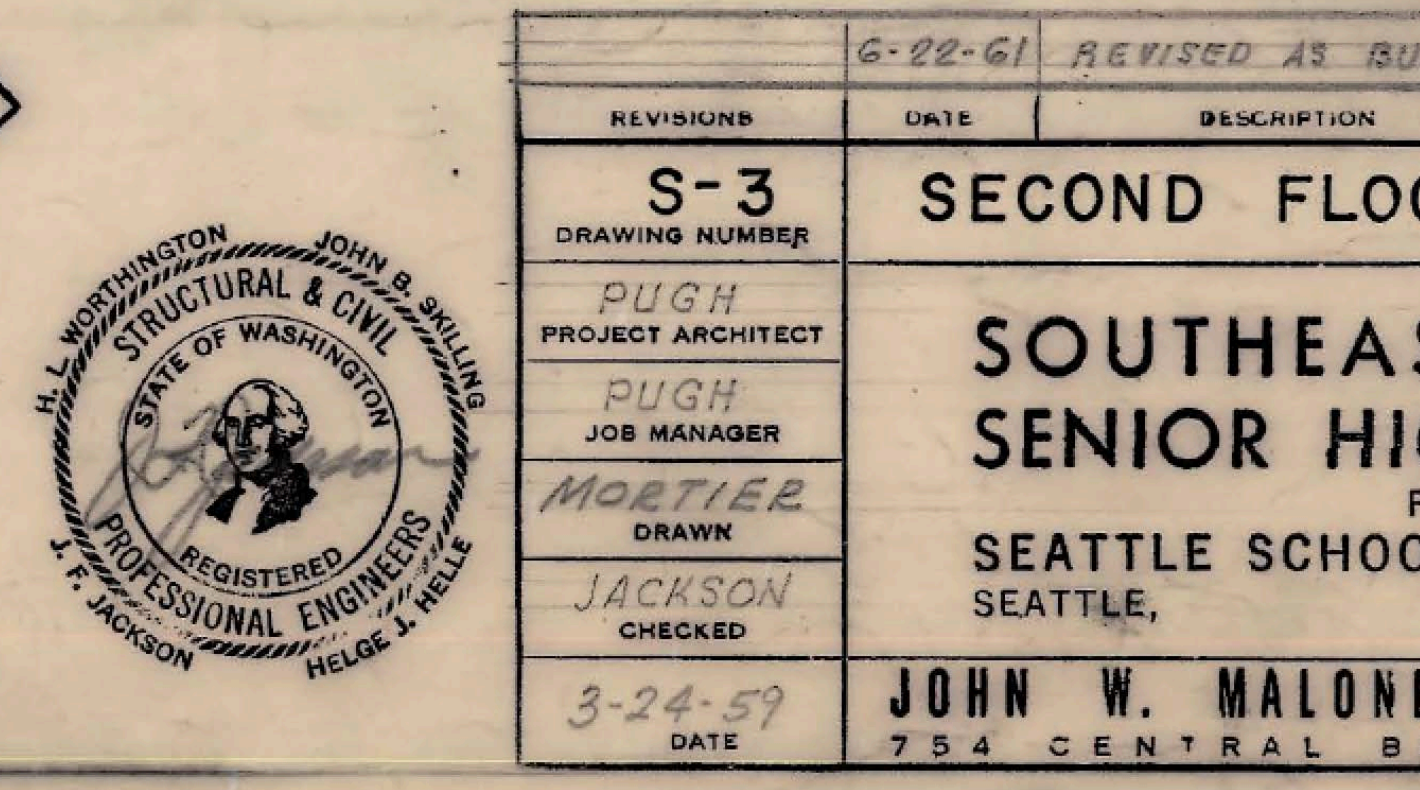 6-22-61 REVISED AS BU
REVISIONS DATE DESCRIPTION
S-3
DRAWING NUMBER
SECOND FLOO
PUGH
PROJECT ARCHITECT
PUGH
JOB MANAGER
MORTIER
DRAWN
JACKSON
CHECKED
3-24-59
DATE
SOUTHEAS
SENIOR HIG
F
SEATTLE SCHOO
SEATTLE,
JOHN W. MALONE
754 CENTRAL B
H. L. WORTHINGTON
JOHN B. SKILLING
STRUCTURAL & CIVIL
STATE OF WASHINGTON
REGISTERED
PROFESSIONAL ENGINEERS
J. F. JACKSON
HELGE J. HELLE